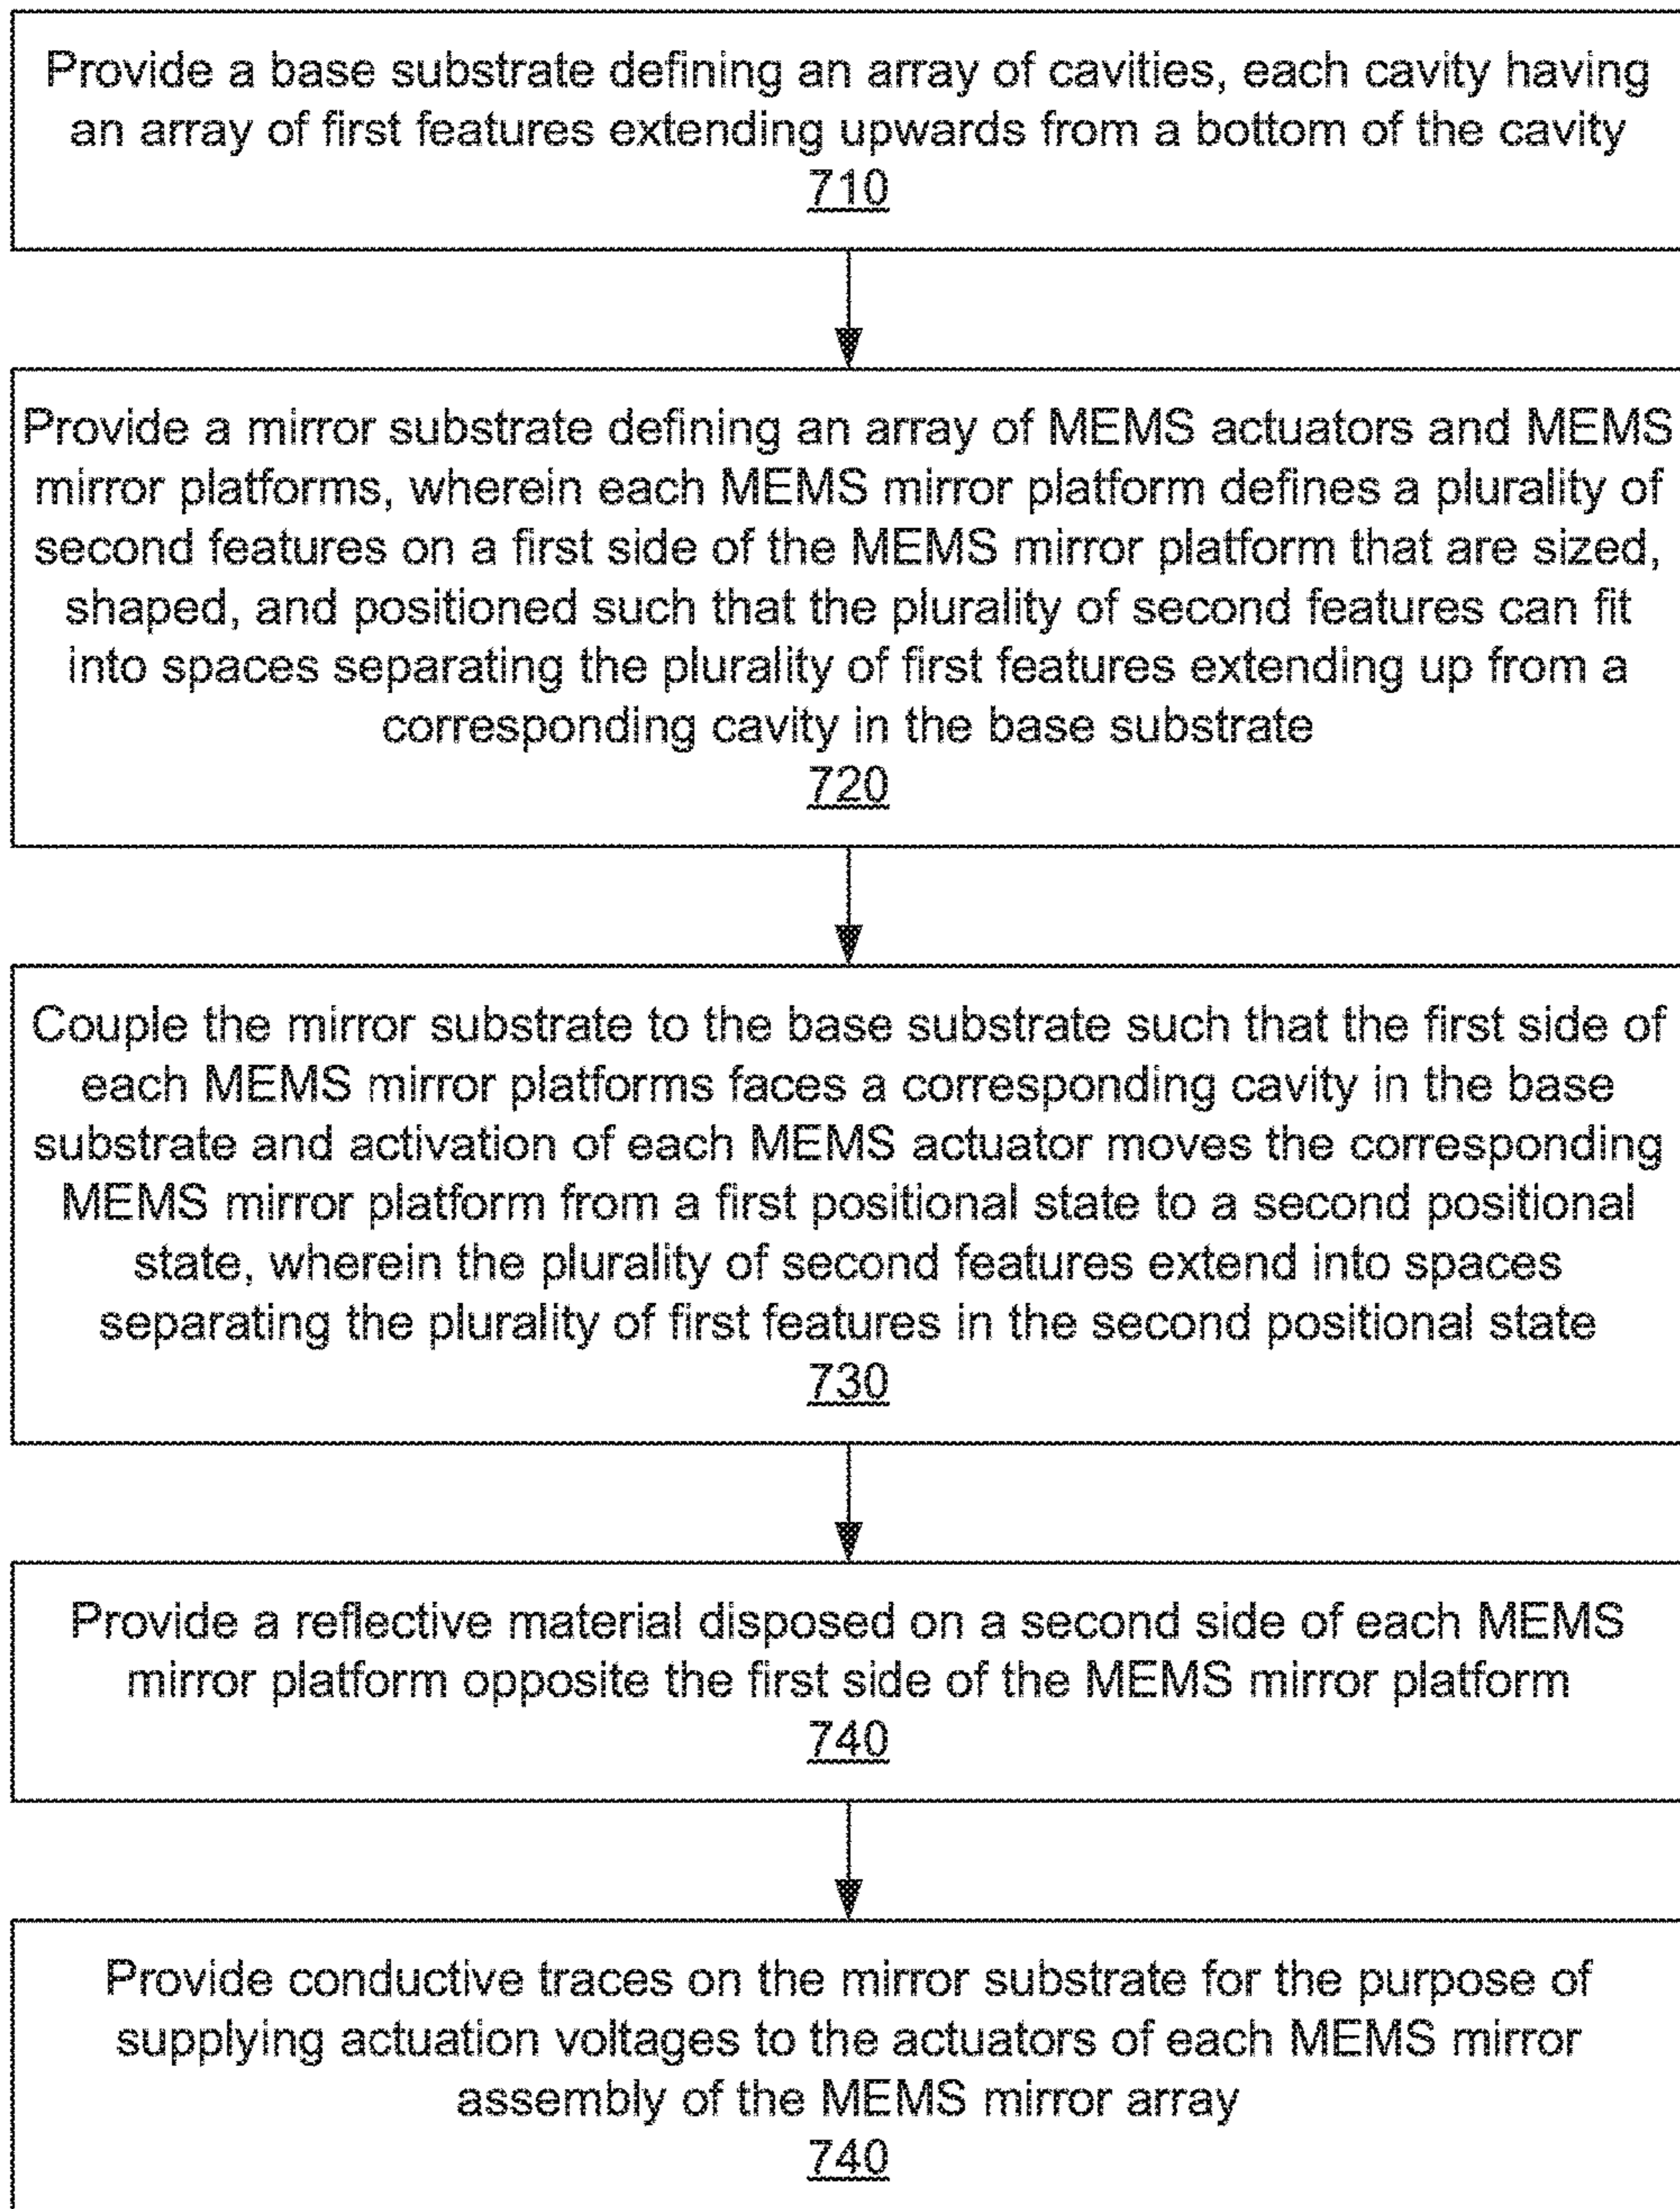 Provide a base substrate defining an array of cavities, each cavity having
an array of first features extending upwards from a bottom of the cavity
710
Provide a mirror substrate defining an array of MEMS actuators and MEMS
mirror platforms, wherein each MEMS mirror platform defines a plurality of
second features on a first side of the MEMS mirror platform that are sized,
shaped, and positioned such that the plurality of second features can fit
into spaces separating the plurality of first features extending up from a
corresponding cavity in the base substrate
720
Couple the mirror substrate to the base substrate such that the first side of
each MEMS mirror platforms faces a corresponding cavity in the base
substrate and activation of each MEMS actuator moves the corresponding
MEMS mirror platform from a first positional state to a second positional
state, wherein the plurality of second features extend into spaces
separating the plurality of first features in the second positional state
730
Provide a reflective material disposed on a second side of each MEMS
mirror platform opposite the first side of the MEMS mirror platform
740
Provide conductive traces on the mirror substrate for the purpose of
supplying actuation voltages to the actuators of each MEMS mirror
assembly of the MEMS mirror array
740